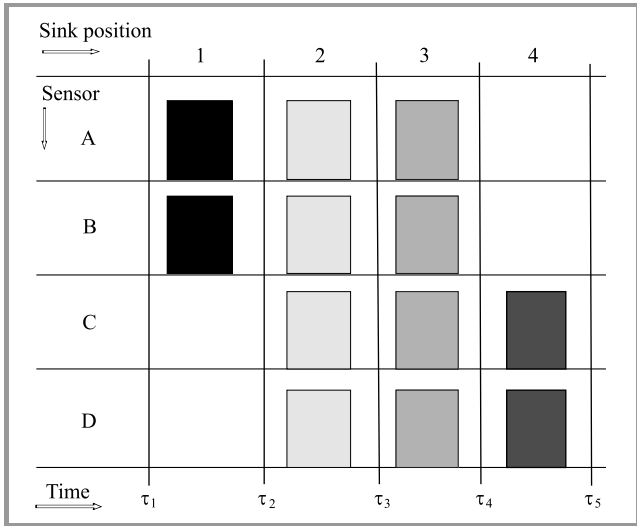 Sink position
1 2 3 4
Sensor
A
B
C
D
Time
τ1 τ2 τ3 τ4 τ5